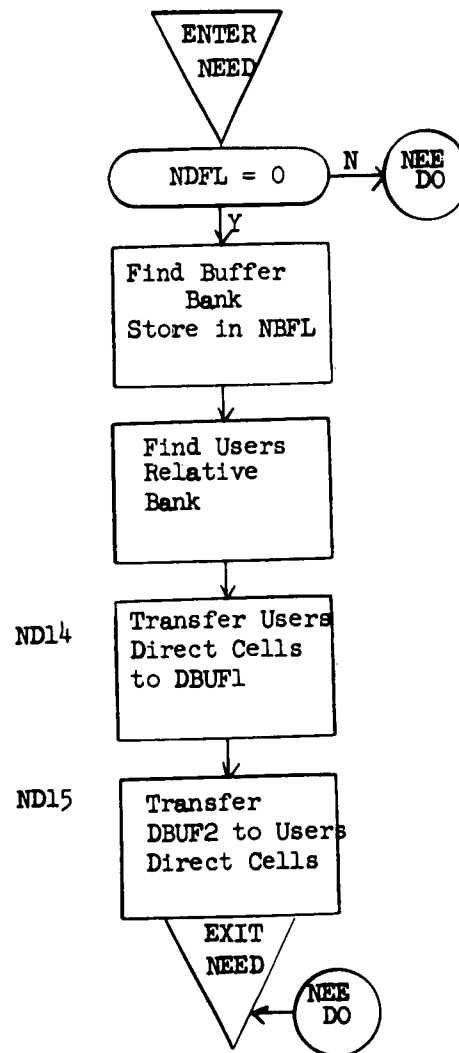 ENTER
NEED
NDFL = 0
N
NEE
DO
Y
Find Buffer
Bank
Store in NBFL
Find Users
Relative
Bank
ND14
Transfer Users
Direct Cells
to DBUF1
ND15
Transfer
DBUF2 to Users
Direct Cells
EXIT
NEED
NEE
DO